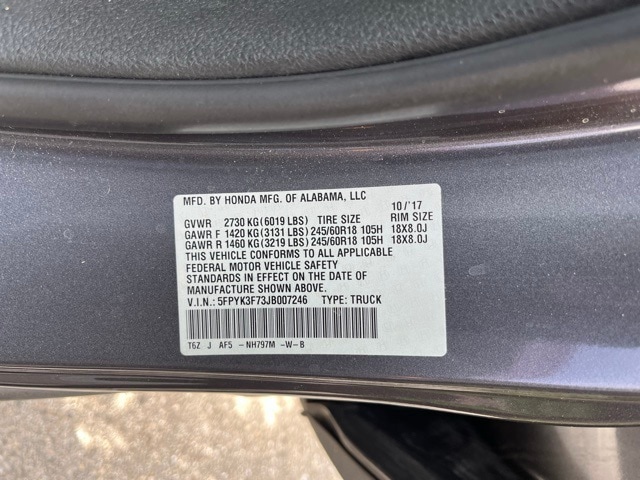 MFD. BY HONDA MFG. OF ALABAMA, LLC 10/'17
GVWR 2730 KG(6019 LBS) TIRE SIZE RIM SIZE
GAWR F 1420 KG(3131 LBS) 245/60R18 105H 18X8.0J
GAWR R 1460 KG(3219 LBS) 245/60R18 105H 18X8.0J
THIS VEHICLE CONFORMS TO ALL APPLICABLE
FEDERAL MOTOR VEHICLE SAFETY
STANDARDS IN EFFECT ON THE DATE OF
MANUFACTURE SHOWN ABOVE.
V.I.N.: 5FPYK3F73JB007246 TYPE: TRUCK
T6Z J AF5 -NH797M -W-B